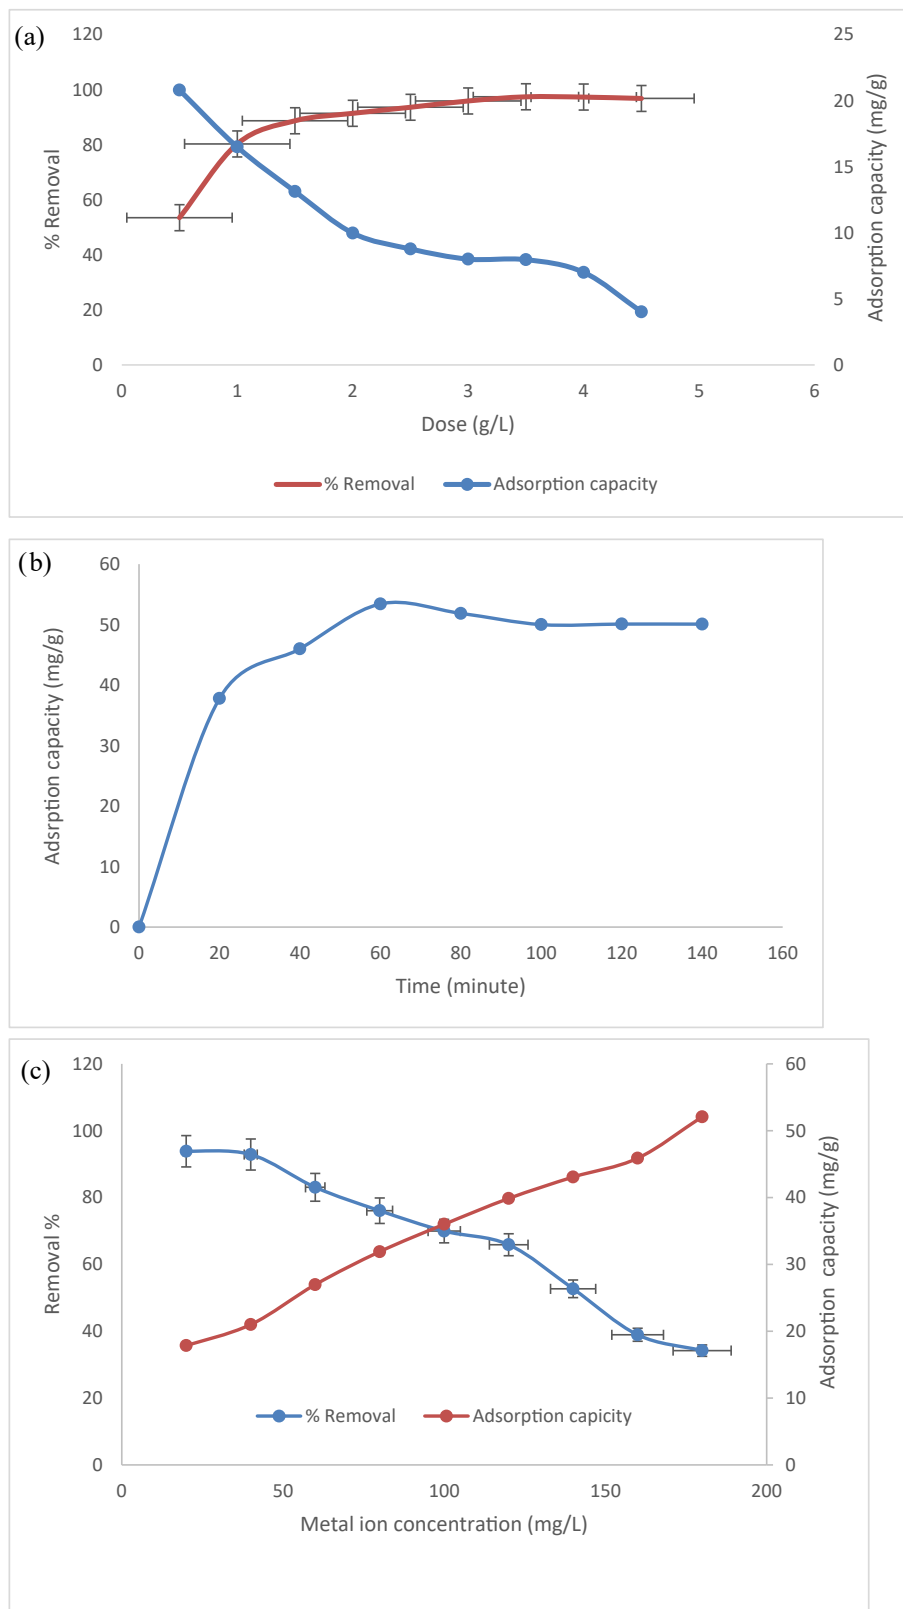 (a)
120
100
80
60
40
20
0
% Removal
25
20
15
10
5
0
Adsorption capacity (mg/g)
0 1 2 3 4 5 6
Dose (g/L)
% Removal Adsorption capacity
(b)
60
50
40
30
20
10
0
Adsrption capacity (mg/g)
0 20 40 60 80 100 120 140 160
Time (minute)
(c)
120
100
80
60
40
20
0
Removal %
60
50
40
30
20
10
0
Adsorption capacity (mg/g)
% Removal Adsorption capicity
0 50 100 150 200
Metal ion concentration (mg/L)